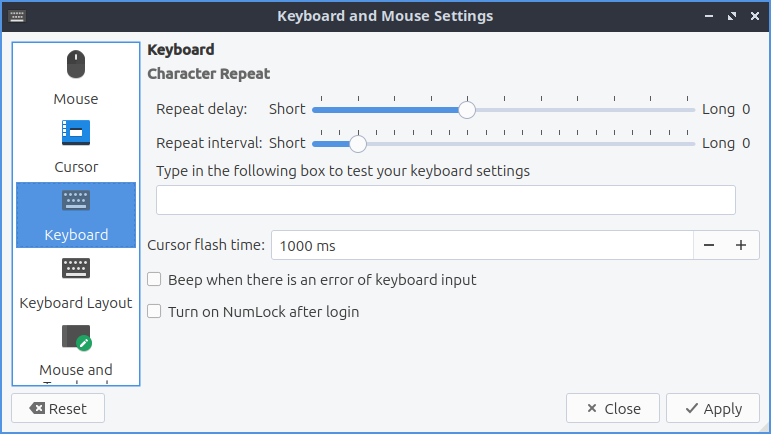 Keyboard and Mouse Settings
Mouse
Cursor
Keyboard
Keyboard Layout
Mouse and
Keyboard
Character Repeat
Repeat delay: Short Long 0
Repeat interval: Short Long 0
Type in the following box to test your keyboard settings
Cursor flash time: 1000 ms
Beep when there is an error of keyboard input
Turn on NumLock after login
Reset
Close
Apply